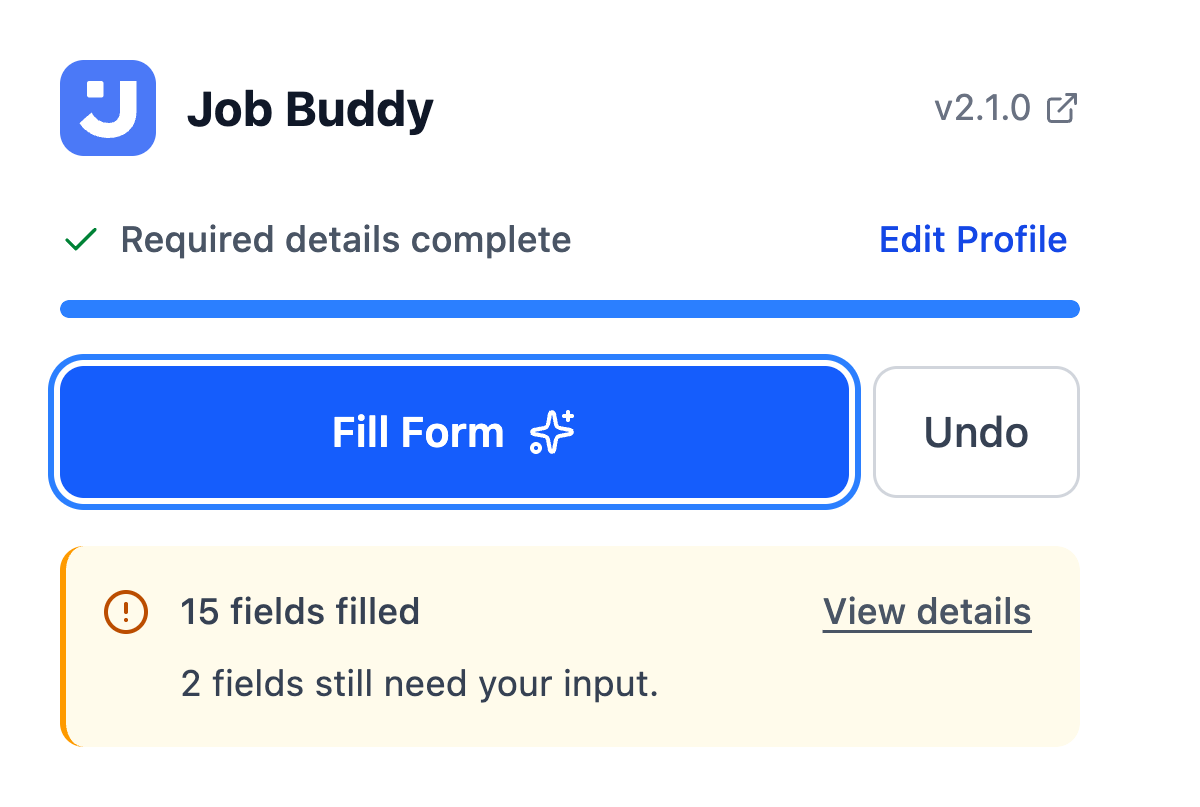 Job Buddy
v2.1.0
Required details complete
Edit Profile
Fill Form
Undo
15 fields filled
View details
2 fields still need your input.